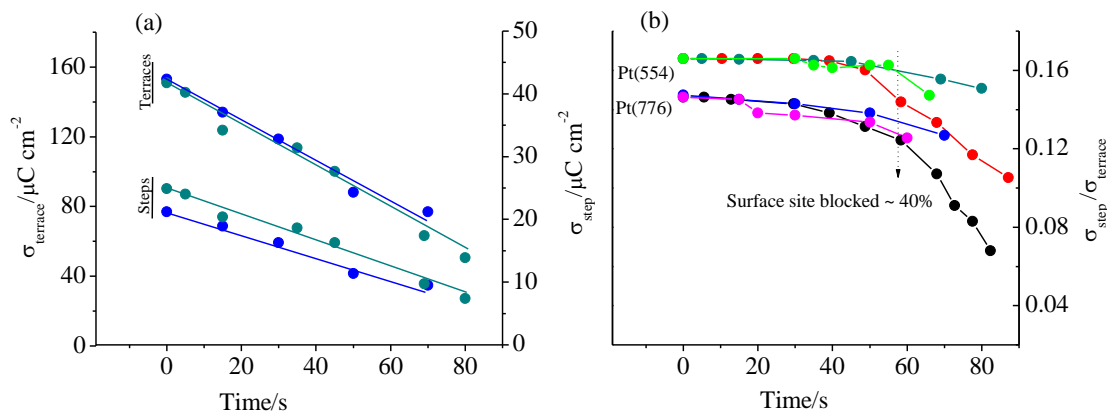 (a)
(b)
160
120
80
40
0
σterrace/μC cm⁻²
Terraces
Steps
50
40
30
20
10
0
σstep/μC cm⁻²
0 20 40 60 80
Time/s
Pt(554)
Pt(776)
Surface site blocked ~ 40%
0.16
0.12
0.08
0.04
σstep/σterrace
0 20 40 60 80
Time/s